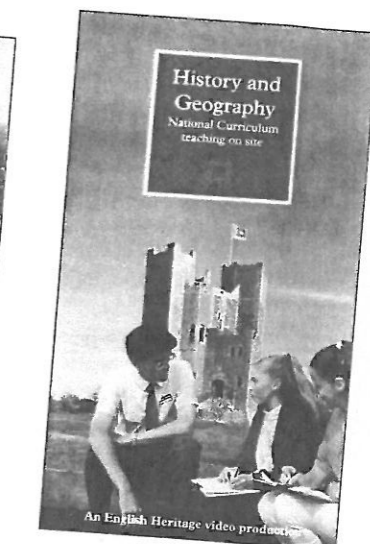 History and
Geography
National Curriculum
teaching on site
An English Heritage video production